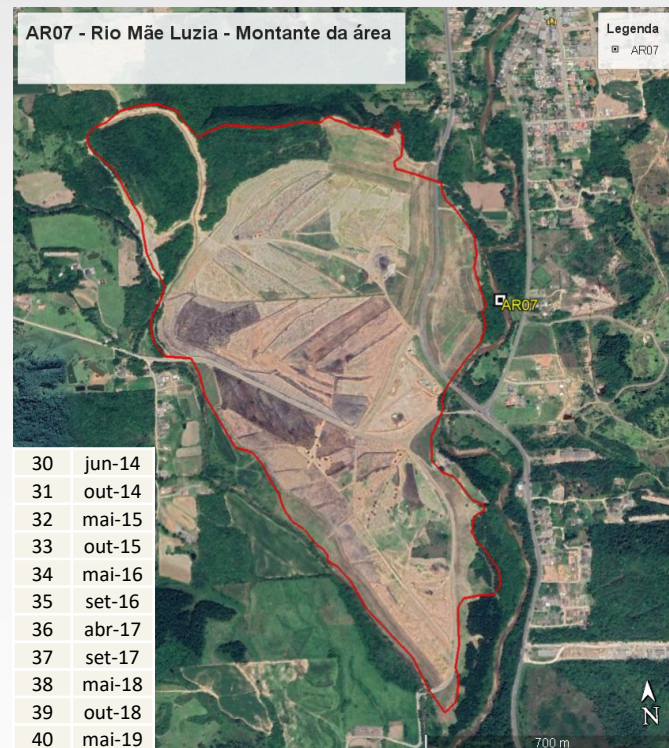 AR07 - Rio Mãe Luzia - Montante da área
Legenda
AR07
AR07
30 jun-14
31 out-14
32 mai-15
33 out-15
34 mai-16
35 set-16
36 abr-17
37 set-17
38 mai-18
39 out-18
40 mai-19
N
700 m